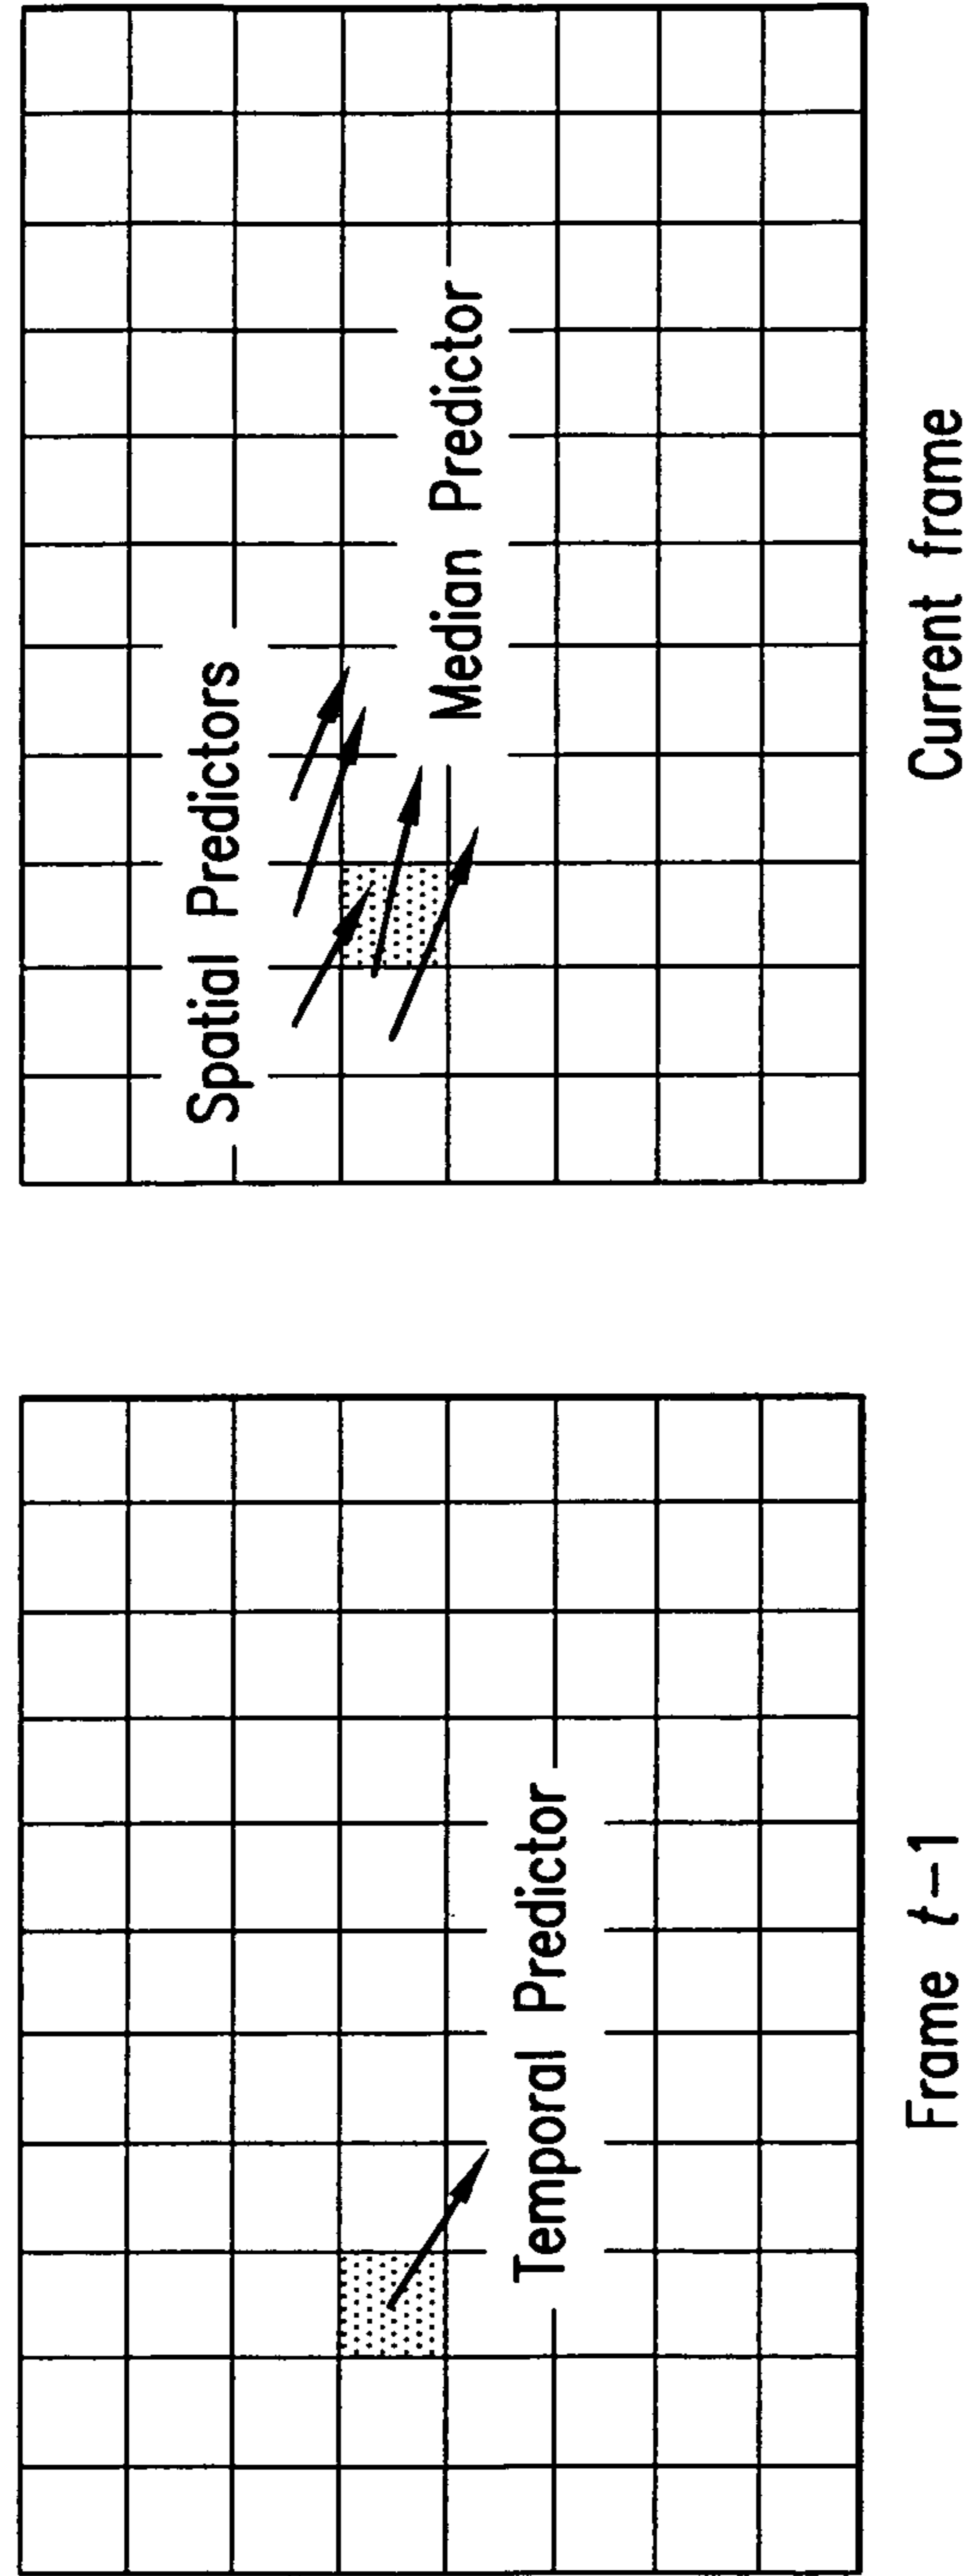 Temporal Predictor
Frame t-1
Spatial Predictors
Median Predictor
Current frame